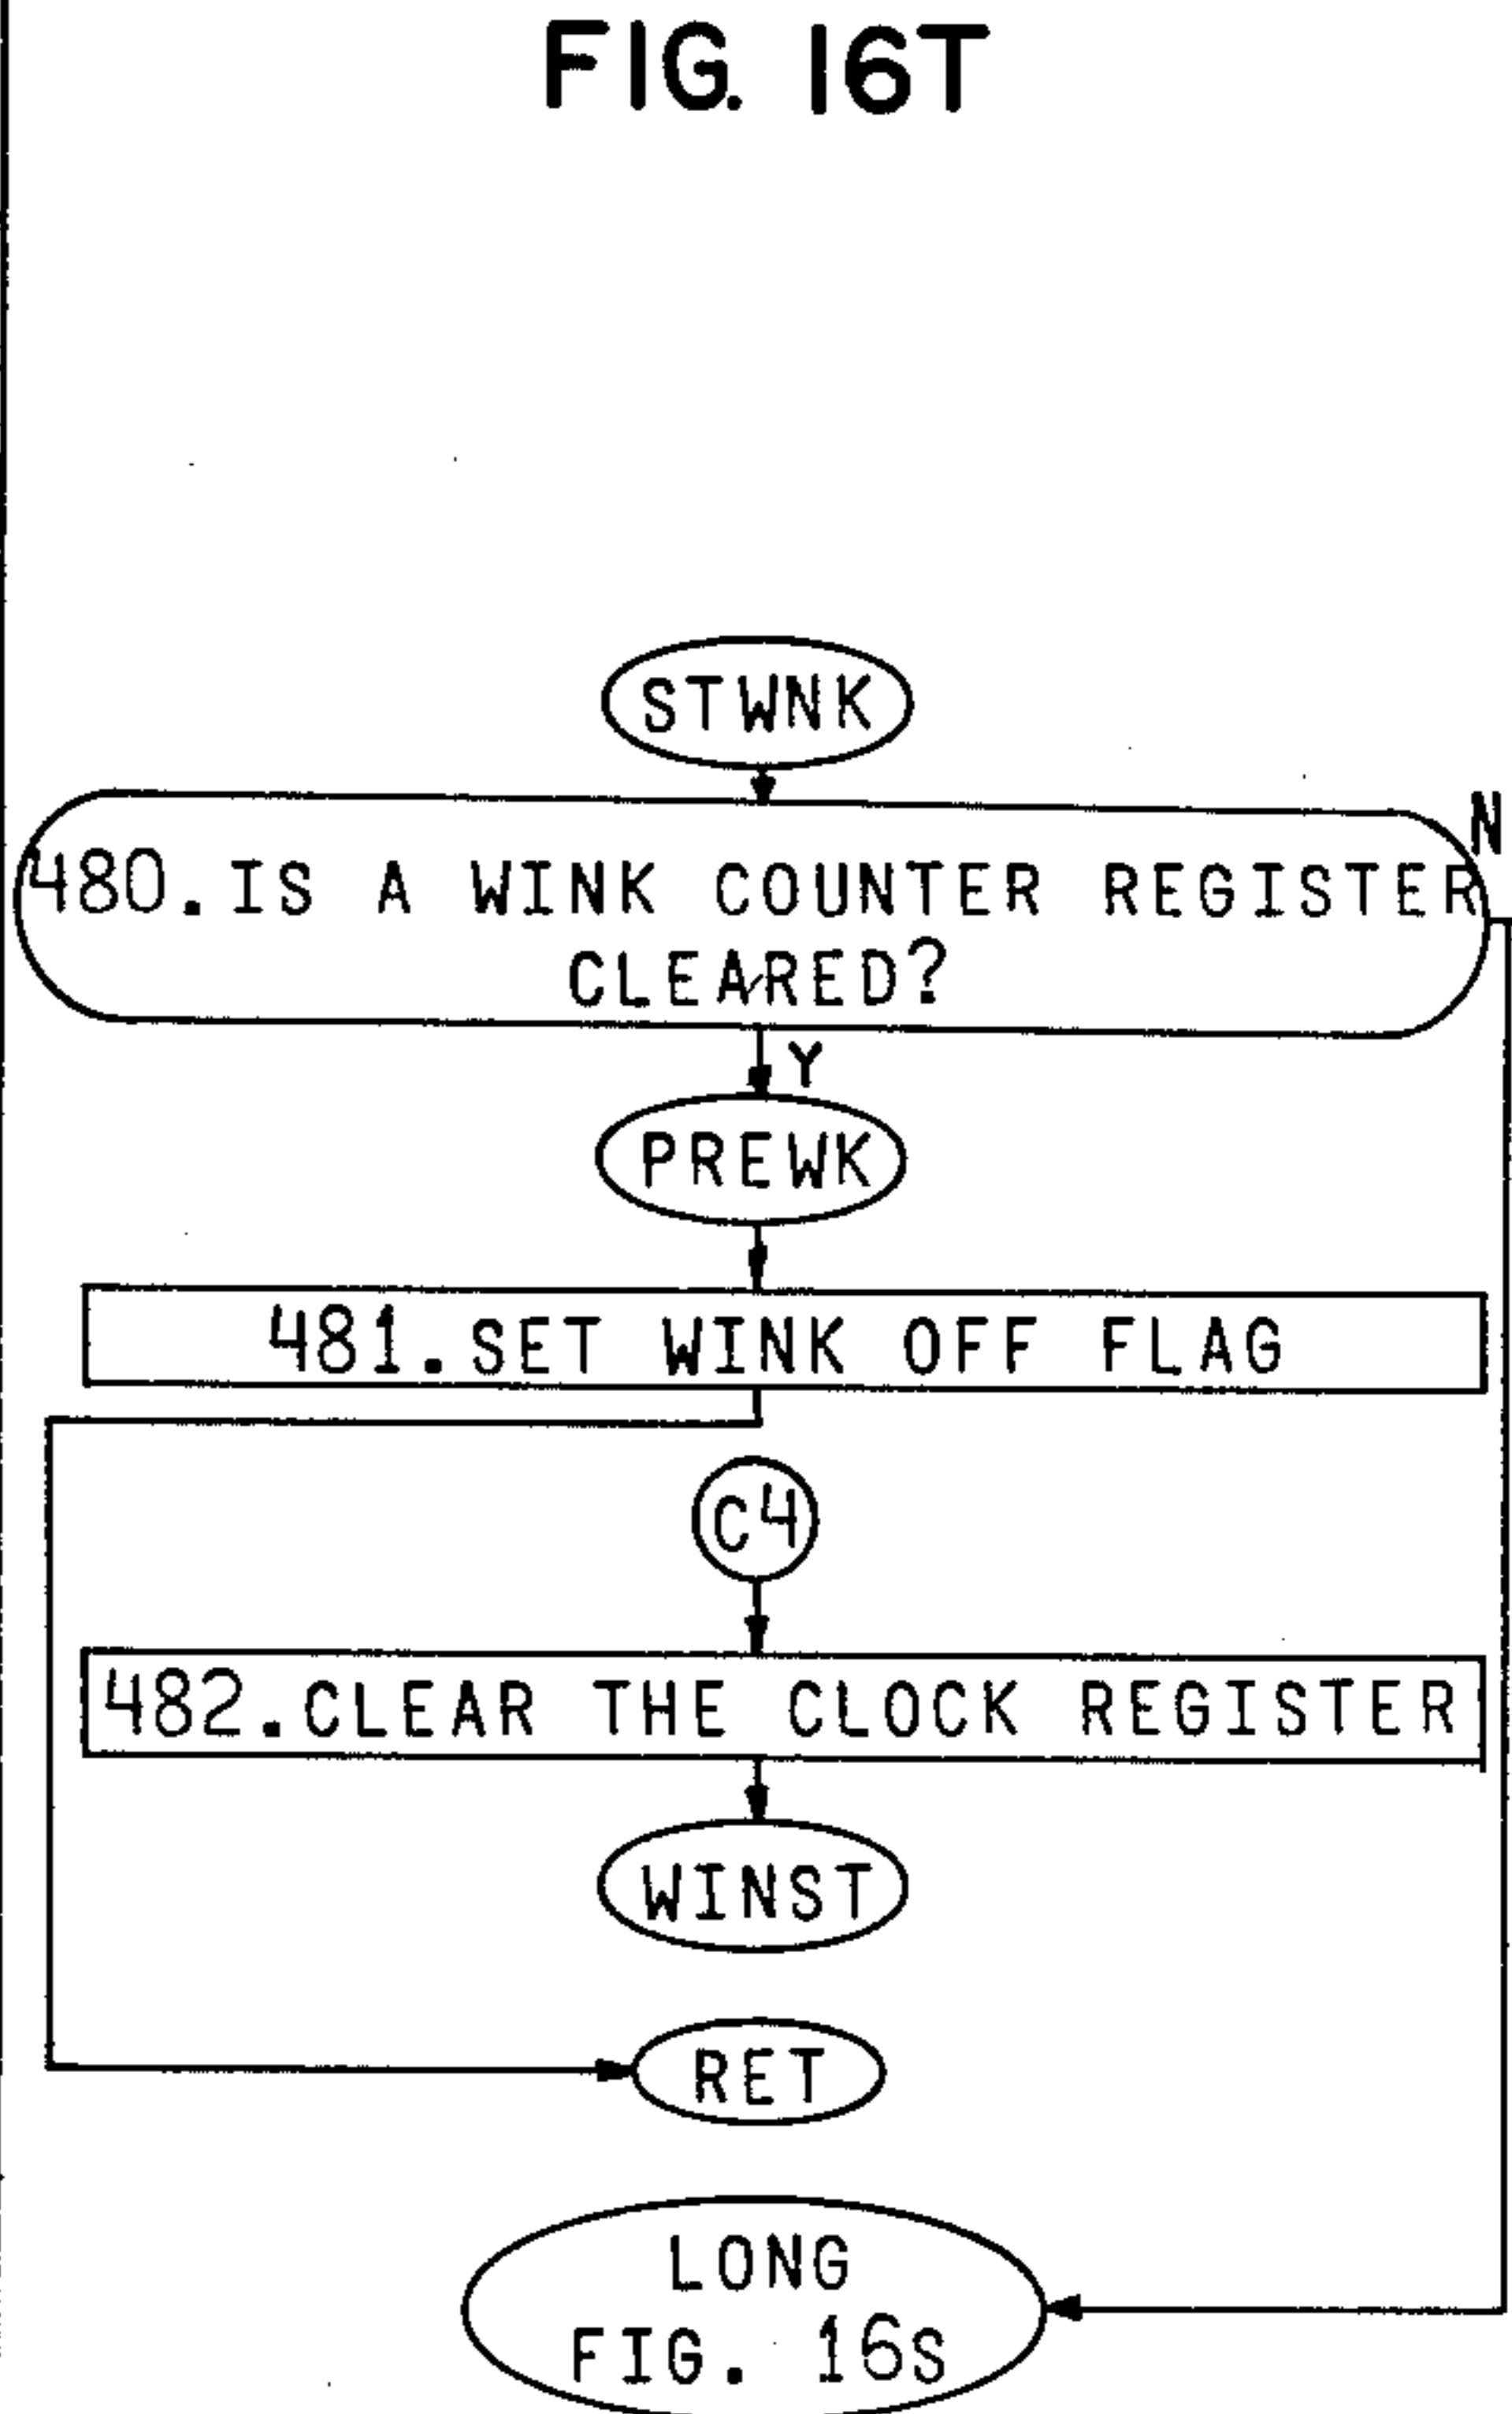 FIG. 16T
STWNK
N
480. IS A WINK COUNTER REGISTER
CLEARED?
Y
PREWK
481. SET WINK OFF FLAG
C4
482. CLEAR THE CLOCK REGISTER
WINST
RET
LONG
FIG. 16S